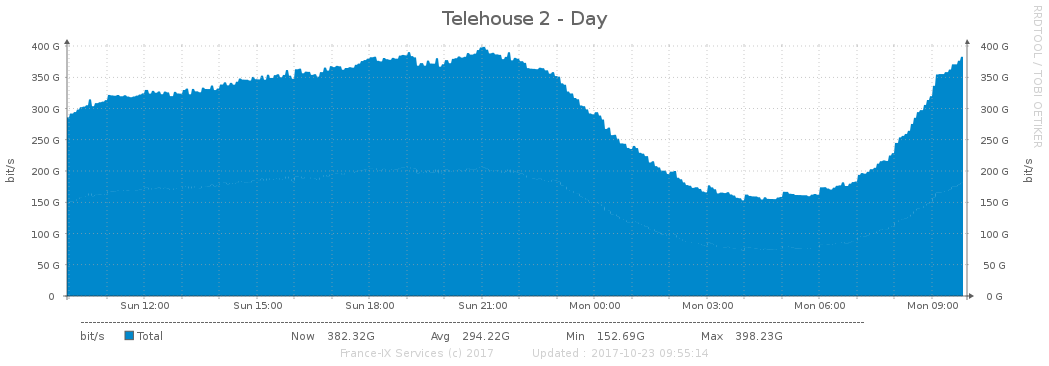 Telehouse 2 - Day
RRDTOOL / TOBI OETIKER
bit/s
400 G 400 G
350 G 350 G
300 G 300 G
250 G 250 G
200 G 200 G
150 G 150 G
100 G 100 G
50 G 50 G
0 0 G
bit/s
Sun 12:00 Sun 15:00 Sun 18:00 Sun 21:00 Mon 00:00 Mon 03:00 Mon 06:00 Mon 09:00
bit/s Total Now 382.32G Avg 294.22G Min 152.69G Max 398.23G
France-IX Services (c) 2017 Updated : 2017-10-23 09:55:14